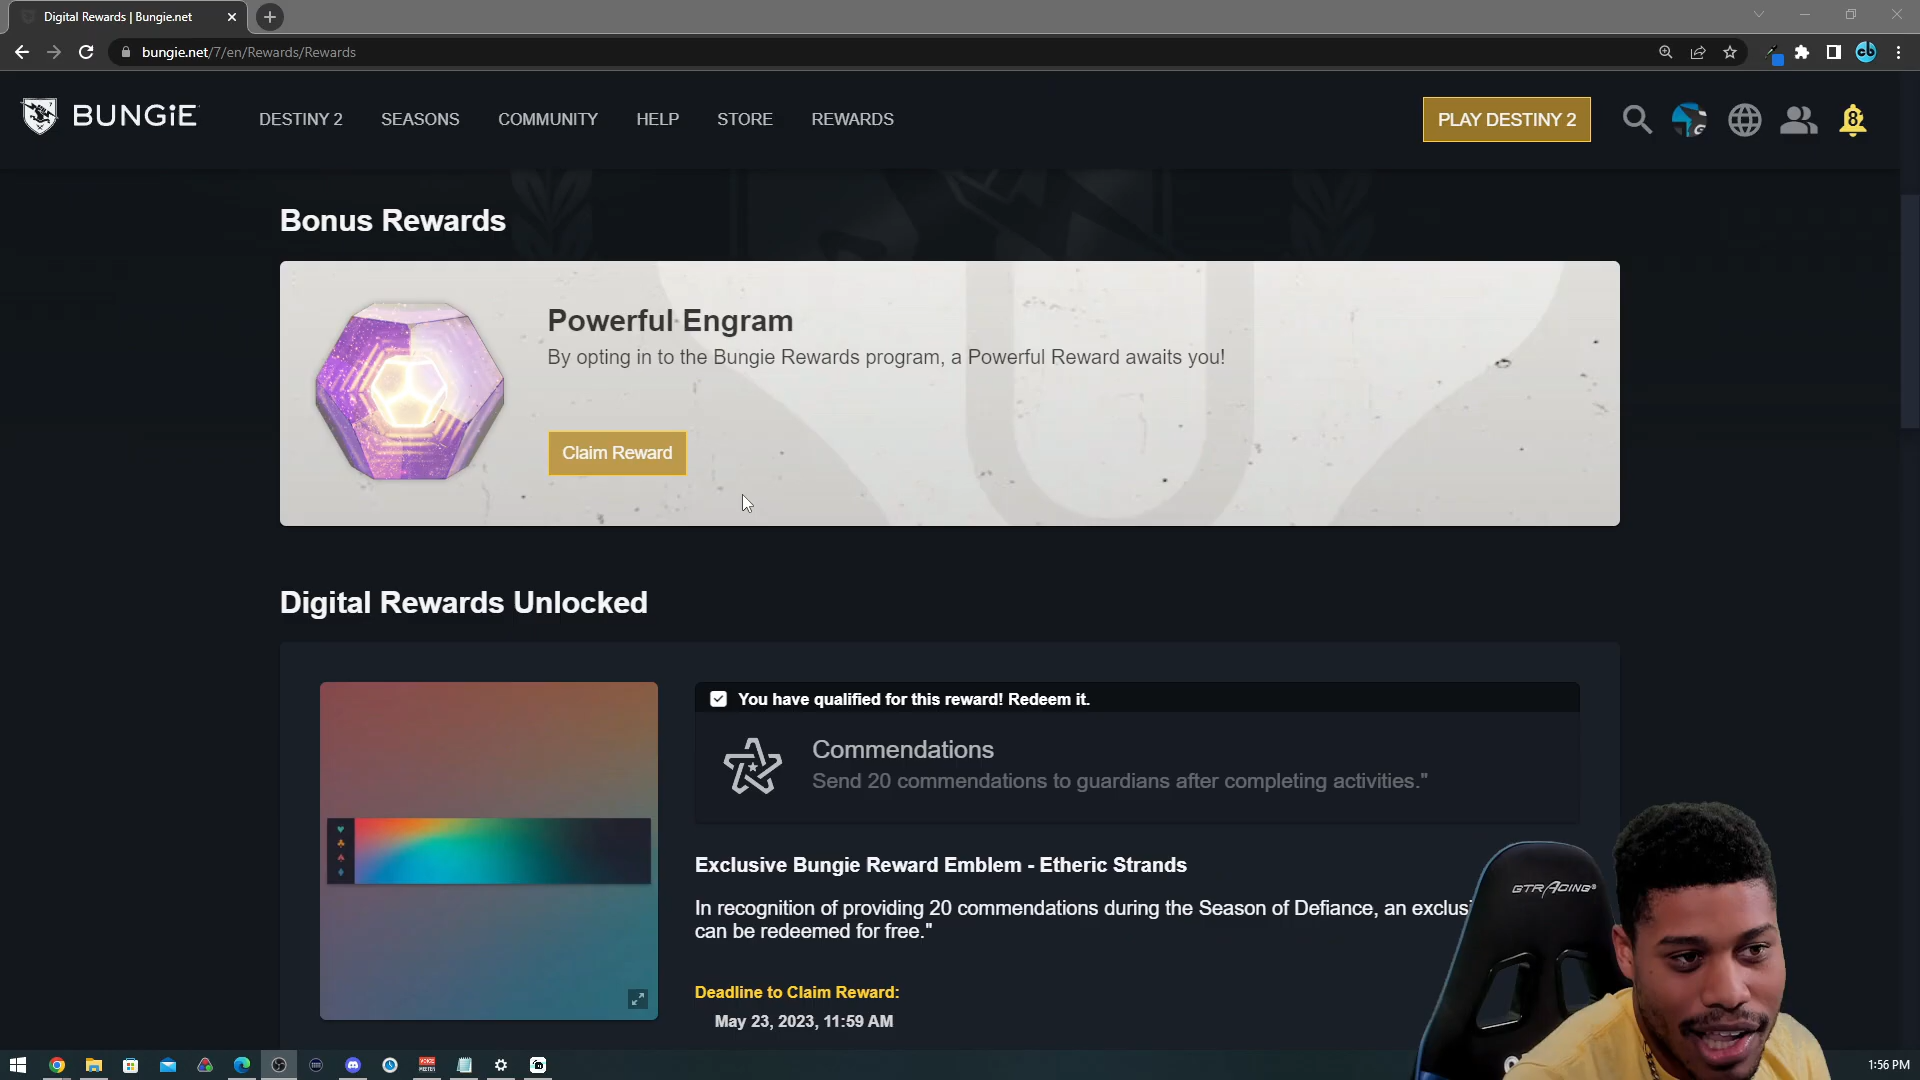 Digital Rewards | Bungie.net
bungie.net/7/en/Rewards/Rewards
cb
BUNGiE
DESTINY 2
SEASONS
COMMUNITY
HELP
STORE
REWARDS
PLAY DESTINY 2
8
Bonus Rewards
Powerful Engram
By opting in to the Bungie Rewards program, a Powerful Reward awaits you!
Claim Reward
Digital Rewards Unlocked
You have qualified for this reward! Redeem it.
Commendations
Send 20 commendations to guardians after completing activities."
Exclusive Bungie Reward Emblem - Etheric Strands
In recognition of providing 20 commendations during the Season of Defiance, an
can be redeemed for free."
Deadline to Claim Reward:
May 23, 2023, 11:59 AM
GTRACING
VOICE
MEETER
1:56 PM